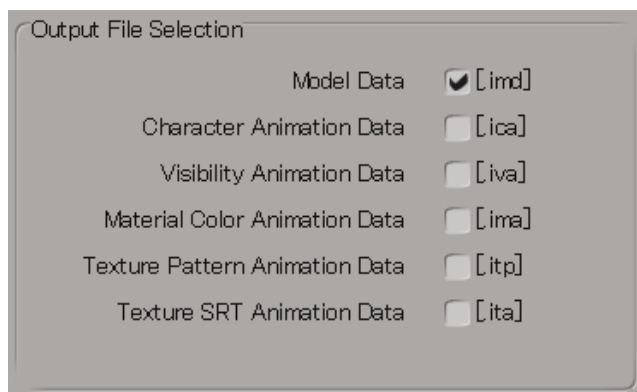 Output File Selection
Model Data [.imd]
Character Animation Data [.ica]
Visibility Animation Data [.iva]
Material Color Animation Data [.ima]
Texture Pattern Animation Data [.itp]
Texture SRT Animation Data [.ita]